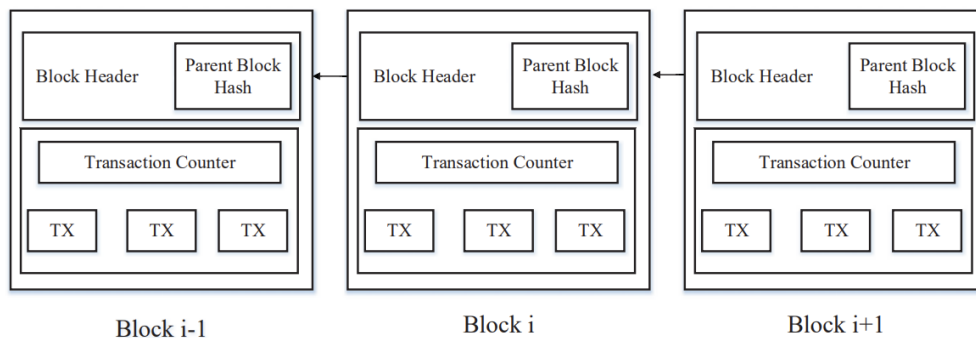 Block Header
Parent Block
Hash
Transaction Counter
TX TX TX
Block i-1
Block Header
Parent Block
Hash
Transaction Counter
TX TX TX
Block i
Block Header
Parent Block
Hash
Transaction Counter
TX TX TX
Block i+1